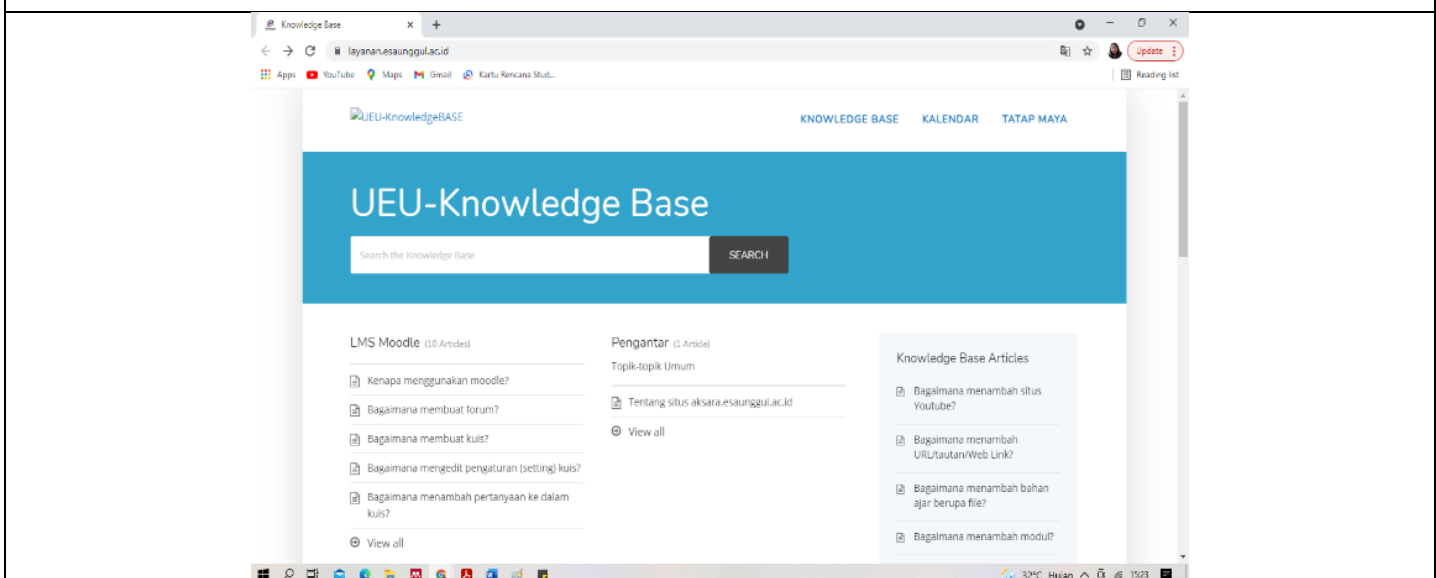 Knowledge Base
layanan.esaunggul.ac.id
Update
Apps YouTube Maps Gmail Kartu Rencana Stud...
Reading list
UEU-KnowledgeBASE
KNOWLEDGE BASE KALENDAR TATAP MAYA
UEU-Knowledge Base
Search the Knowledge Base
SEARCH
LMS Moodle (10 Articles)
Kenapa menggunakan moodle?
Bagaimana membuat forum?
Bagaimana membuat kuis?
Bagaimana mengedit pengaturan (setting) kuis?
Bagaimana menambah pertanyaan ke dalam
kuis?
View all
Pengantar (1 Article)
Topik-topik Umum
Tentang situs aksara.esaunggul.ac.id
View all
Knowledge Base Articles
Bagaimana menambah situs
Youtube?
Bagaimana menambah
URL/tautan/Web Link?
Bagaimana menambah bahan
ajar berupa file?
Bagaimana menambah modul?
32°C Hujan
15:23